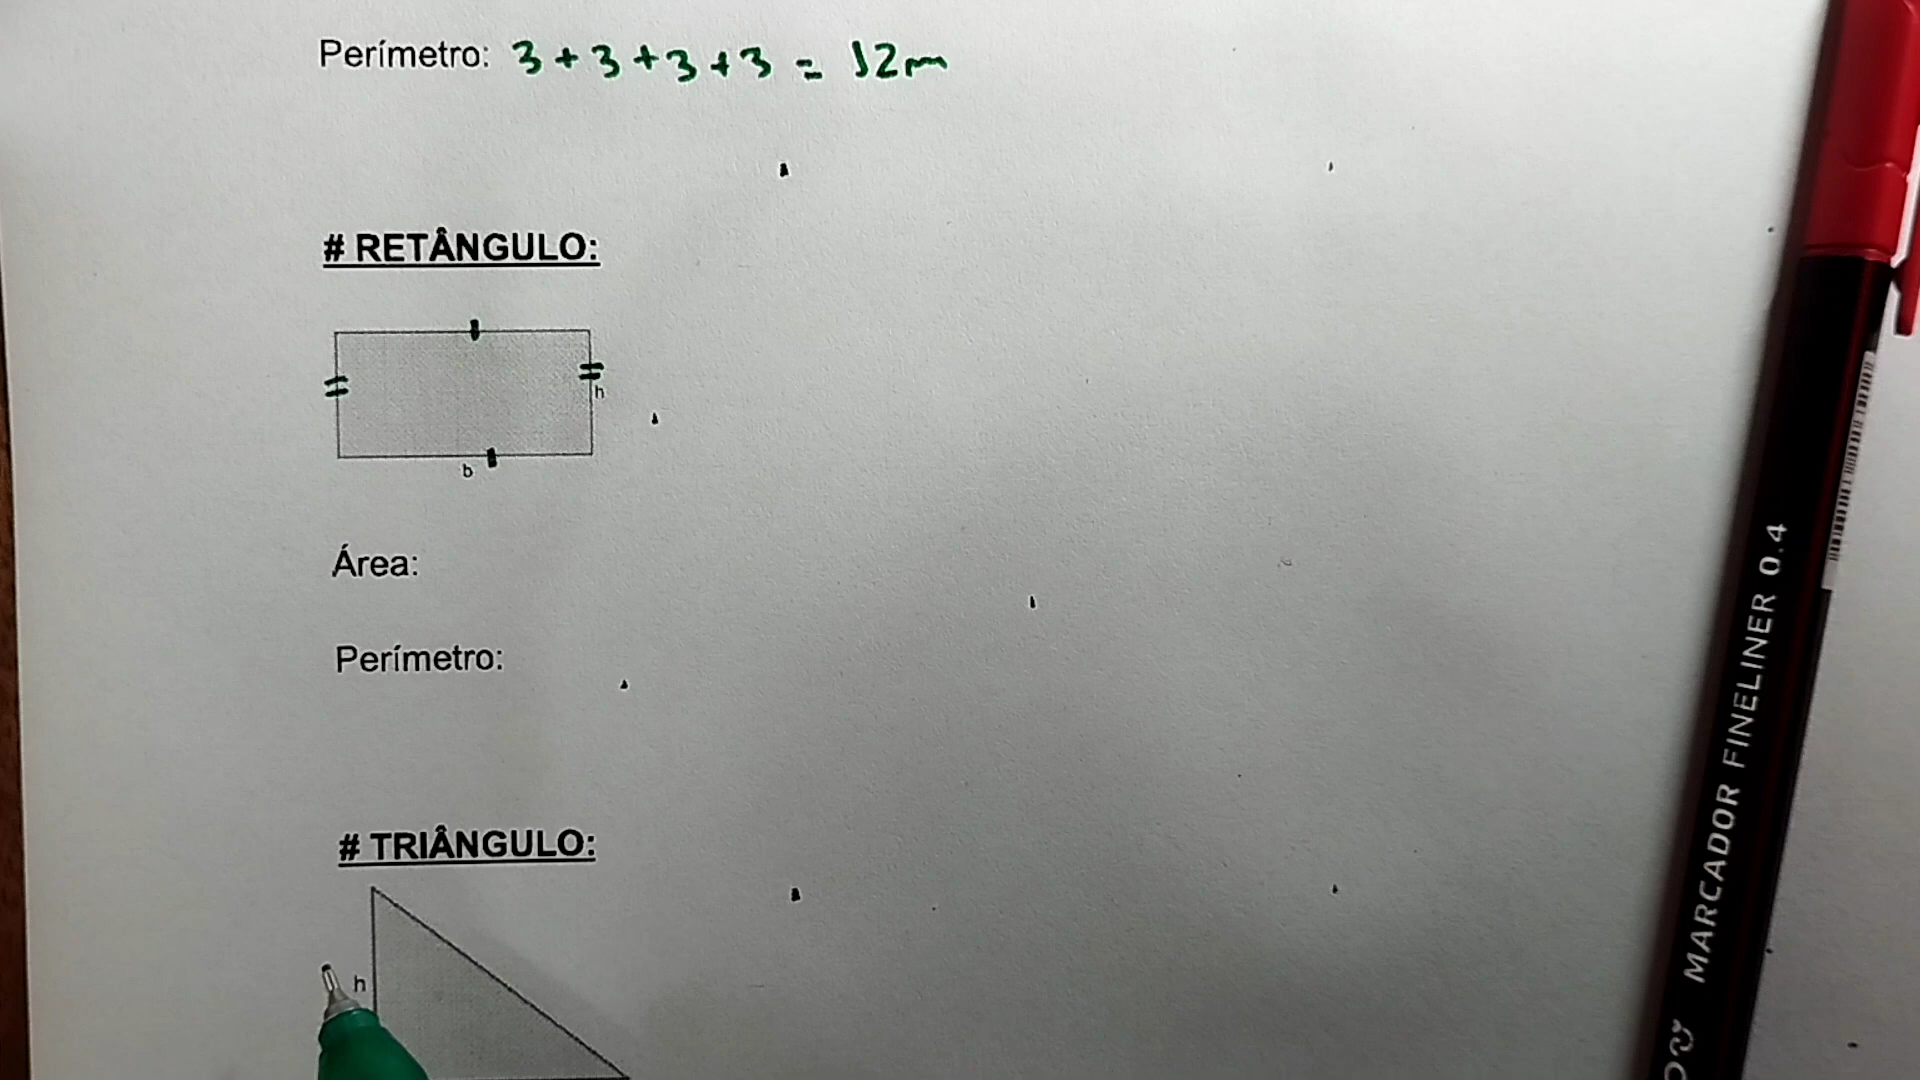 Perímetro: 3 + 3 + 3 + 3 = 12m
# RETÂNGULO:
h
b
Área:
Perímetro:
# TRIÂNGULO:
h
MARCADOR FINELINER 0.4